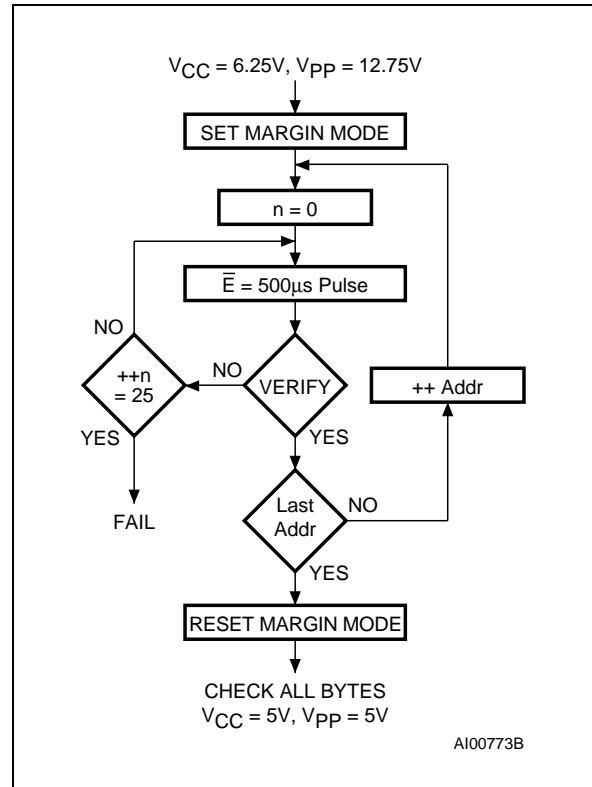 VCC = 6.25V, VPP = 12.75V
SET MARGIN MODE
n = 0
E̅ = 500µs Pulse
NO
++n
= 25
NO
VERIFY
++ Addr
YES
YES
FAIL
Last
Addr
NO
YES
RESET MARGIN MODE
CHECK ALL BYTES
VCC = 5V, VPP = 5V
AI00773B